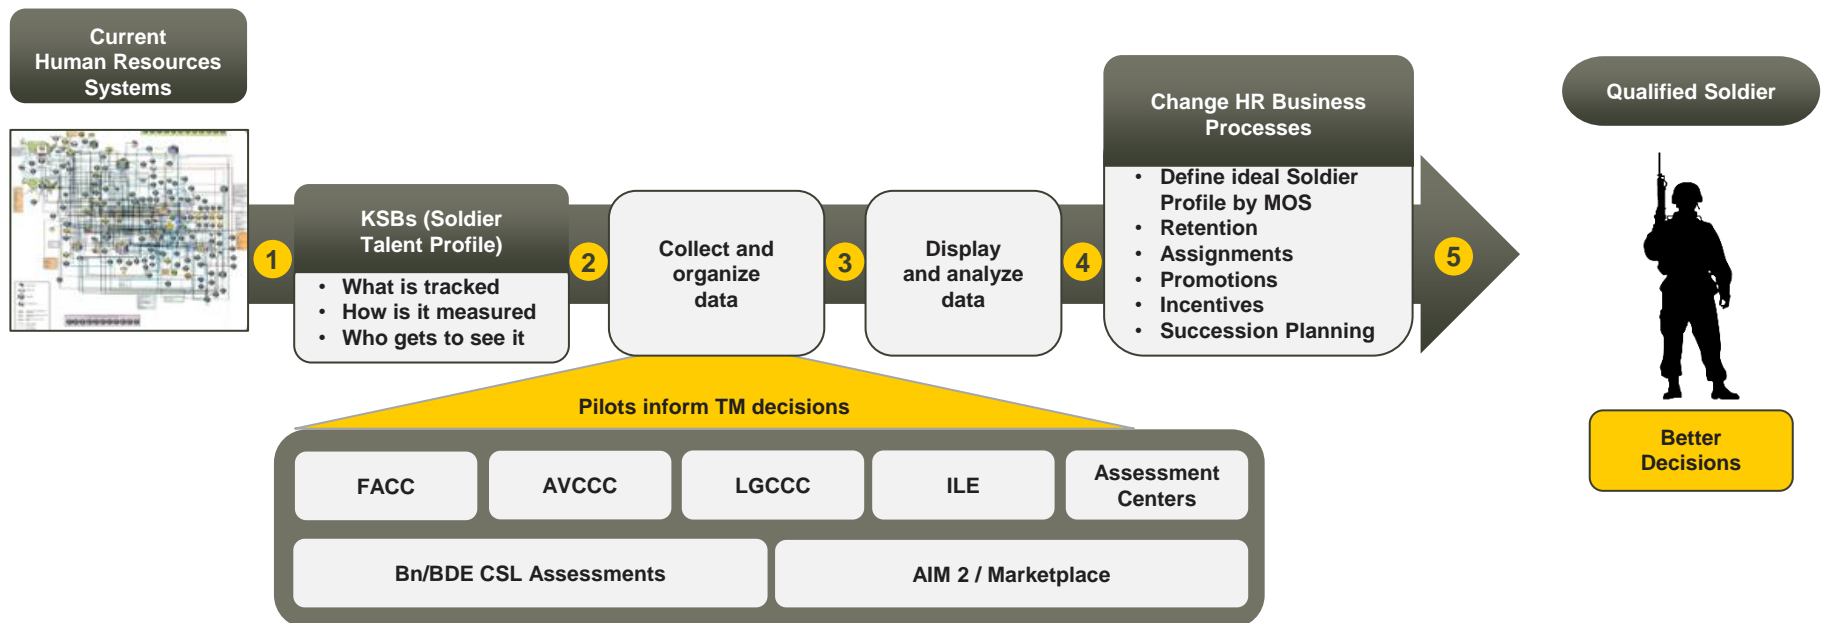 Current
Human Resources
Systems
1
KSBs (Soldier
Talent Profile)
• What is tracked
• How is it measured
• Who gets to see it
2
Collect and
organize
data
3
Display
and analyze
data
4
Change HR Business
Processes
• Define ideal Soldier
Profile by MOS
• Retention
• Assignments
• Promotions
• Incentives
• Succession Planning
5
Qualified Soldier
Better
Decisions
Pilots inform TM decisions
FACC
AVCCC
LGCCC
ILE
Assessment
Centers
Bn/BDE CSL Assessments
AIM 2 / Marketplace